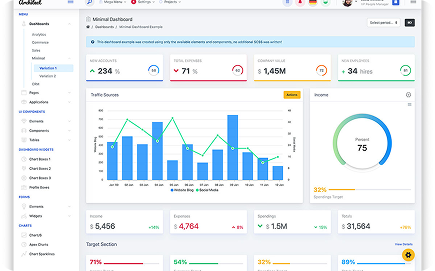 Architect
Mega Menu
Settings
Projects
MENU
Dashboards
Analytics
Commerce
Sales
Minimal
Variation 1
Variation 2
CRM
Pages
Applications
UI COMPONENTS
Elements
Components
Tables
DASHBOARD WIDGETS
Chart Boxes 1
Chart Boxes 2
Chart Boxes 3
Profile Boxes
FORMS
Elements
Widgets
CHARTS
ChartJS
Apex Charts
Chart Sparklines
Minimal Dashboard
/ Dashboards / Minimal Dashboard Example
Select period...
This dashboard example was created using only the available elements and components, no additional SCSS was written!
NEW ACCOUNTS
234 %
TOTAL EXPENSES
71 %
COMPANY VALUE
$ 1,45M
NEW EMPLOYEES
+ 34 hires
Traffic Sources
Actions
Website Blog
Social Media
Income
Percent
75
32%
Spendings Target
Income
$ 5,456
+14%
Expenses
$ 4,764
Spendings
$ 1.5M
Totals
$ 31,564
Target Section
View Details
71%
54%
32%
89%